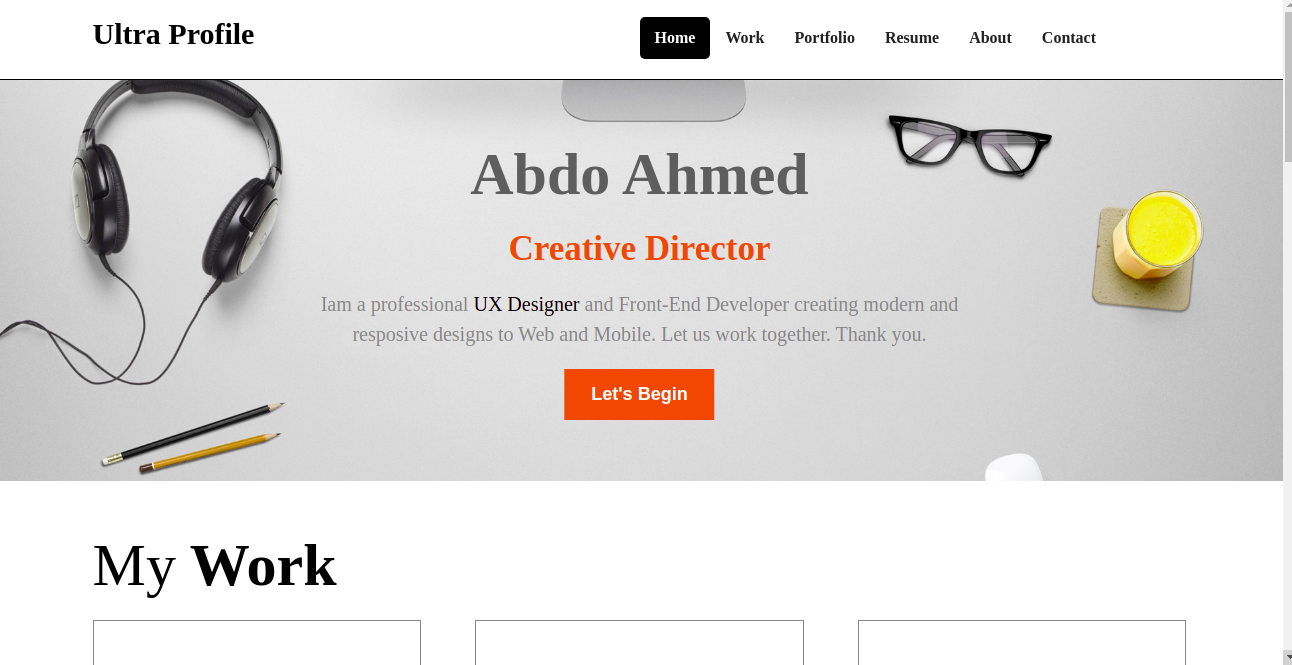 Ultra Profile
Home Work Portfolio Resume About Contact
Abdo Ahmed
Creative Director
Iam a professional UX Designer and Front-End Developer creating modern and
resposive designs to Web and Mobile. Let us work together. Thank you.
Let's Begin
My Work